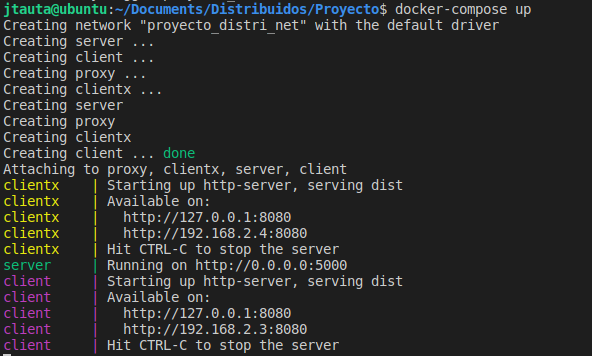 jtauta@ubuntu:~/Documents/Distribuidos/Proyecto$ docker-compose up
Creating network "proyecto_distri_net" with the default driver
Creating server ...
Creating client ...
Creating proxy ...
Creating clientx ...
Creating server
Creating proxy
Creating clientx
Creating client ... done
Attaching to proxy, clientx, server, client
clientx    | Starting up http-server, serving dist
clientx    | Available on:
clientx    |   http://127.0.0.1:8080
clientx    |   http://192.168.2.4:8080
clientx    | Hit CTRL-C to stop the server
server     | Running on http://0.0.0.0:5000
client     | Starting up http-server, serving dist
client     | Available on:
client     |   http://127.0.0.1:8080
client     |   http://192.168.2.3:8080
client     | Hit CTRL-C to stop the server